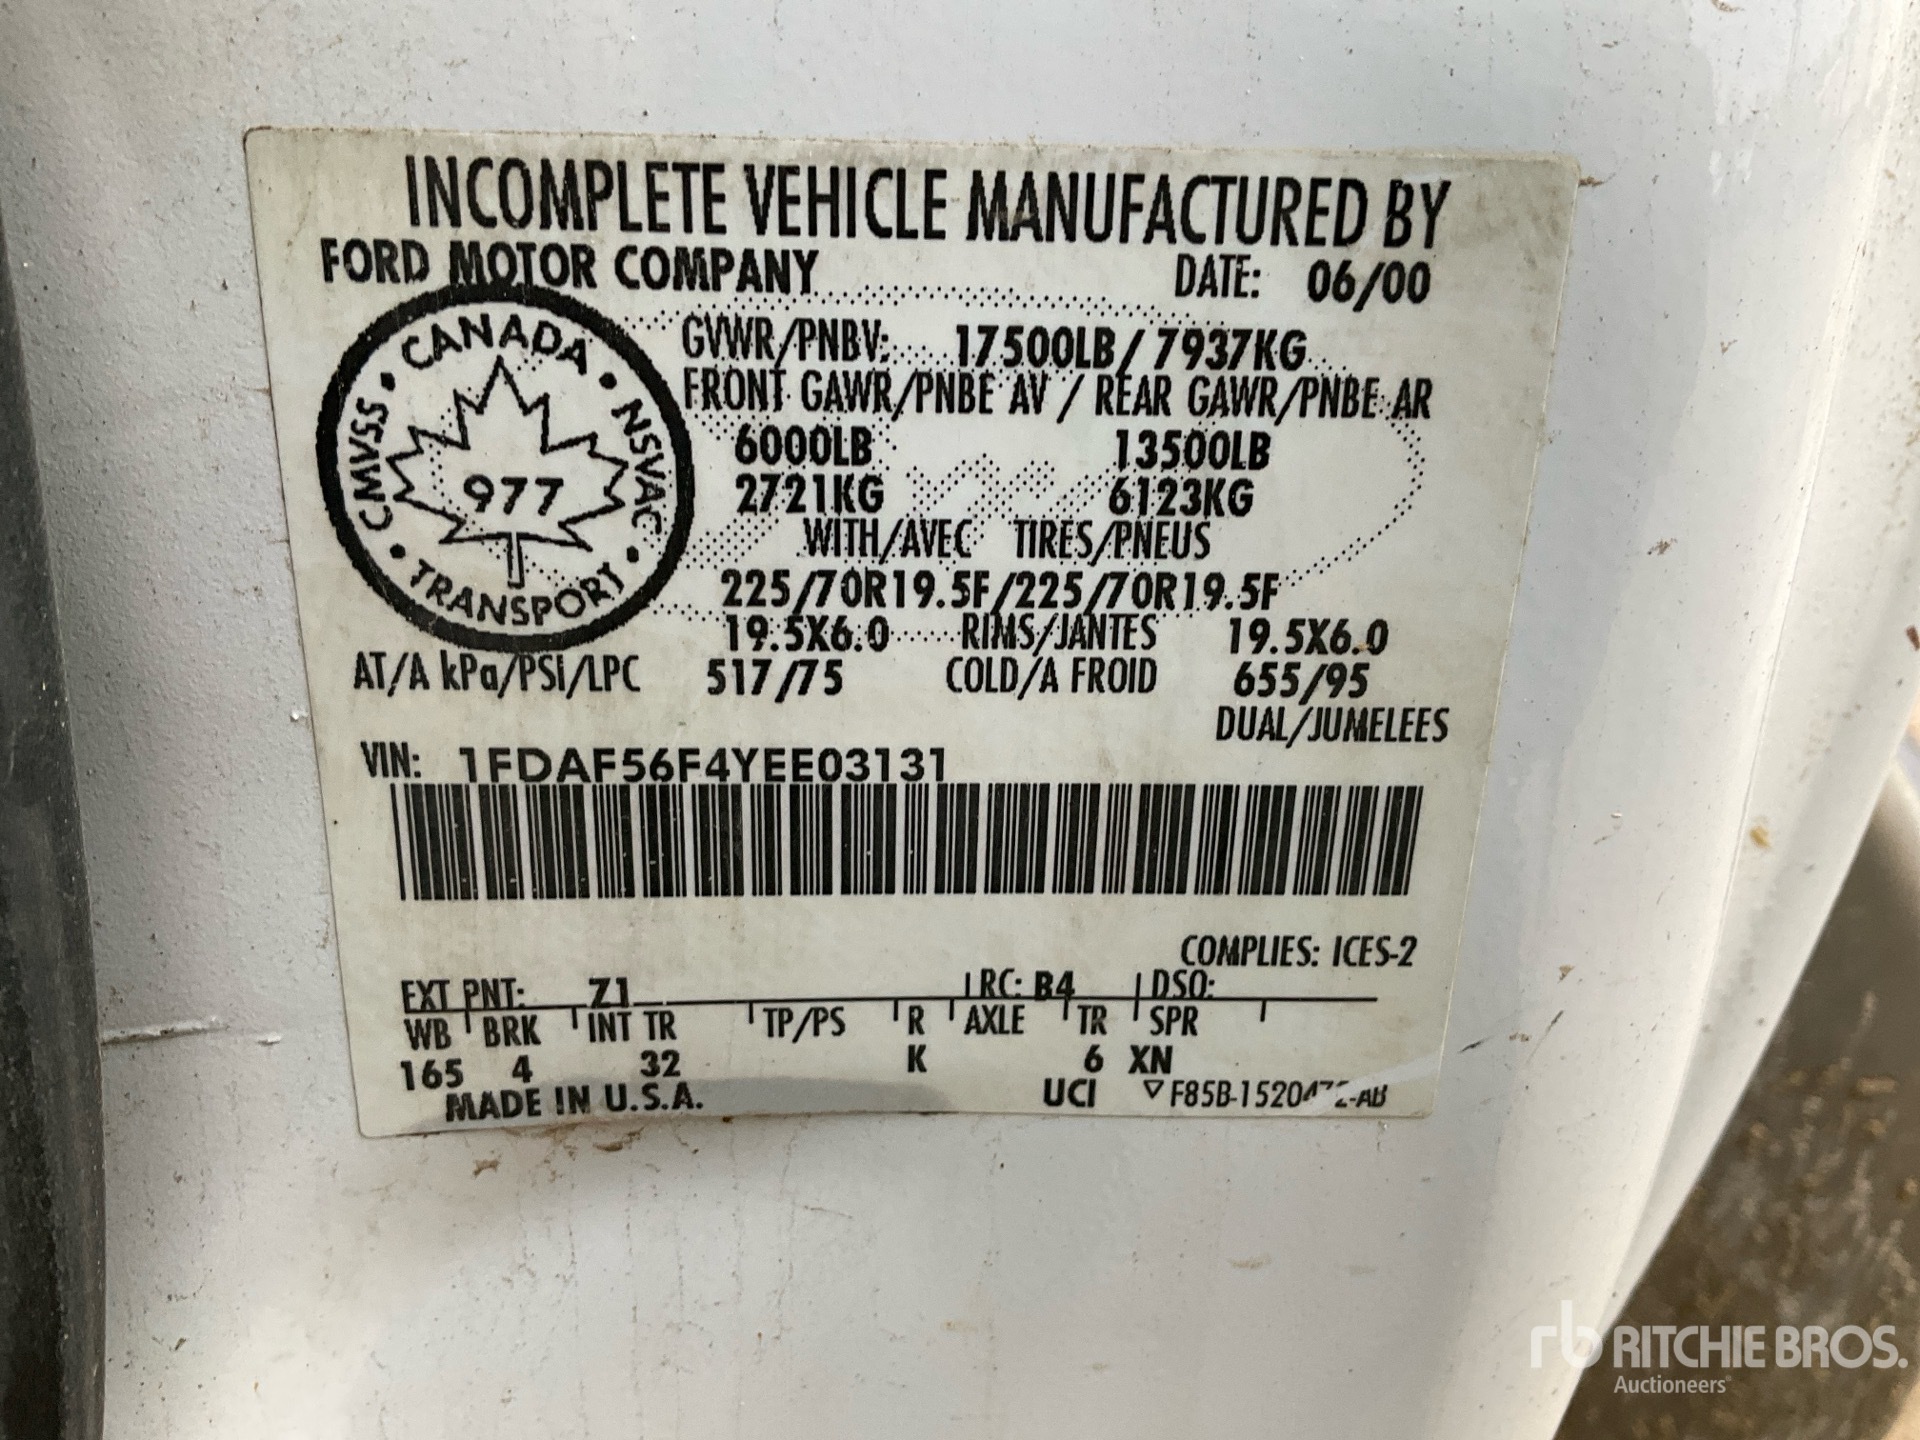 INCOMPLETE VEHICLE MANUFACTURED BY
FORD MOTOR COMPANY DATE: 06/00
CANADA • NSVAC • TRANSPORT • CMVSS •
977
GVWR/PNBV: 17500LB/7937KG
FRONT GAWR/PNBE AV / REAR GAWR/PNBE AR
6000LB 13500LB
2721KG 6123KG
WITH/AVEC TIRES/PNEUS
225/70R19.5F/225/70R19.5F
19.5X6.0 RIMS/JANTES 19.5X6.0
AT/A kPa/PSI/LPC 517/75 COLD/A FROID 655/95
DUAL/JUMELEES
VIN: 1FDAF56F4YEE03131
COMPLIES: ICES-2
EXT PNT: Z1 RC: B4 DSO:
WB BRK INT TR TP/PS R AXLE TR SPR
165 4 32 K 6 XN
MADE IN U.S.A. UCI
rb RITCHIE BROS.
Auctioneers